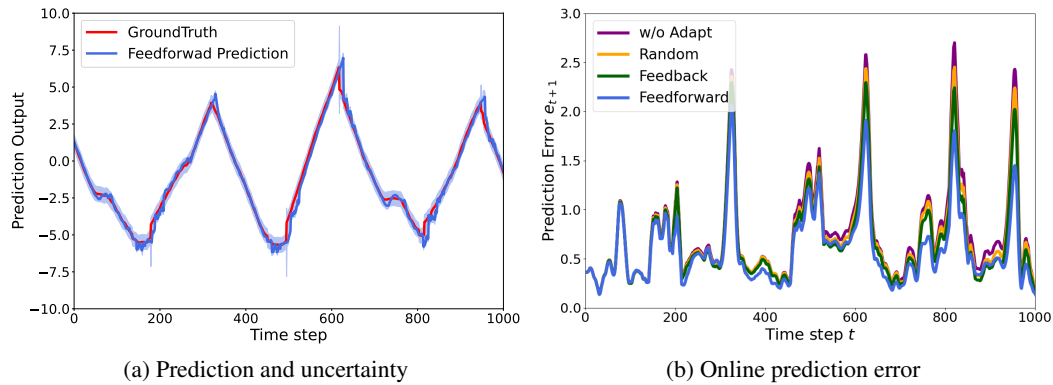 10.0
7.5
5.0
2.5
0.0
−2.5
−5.0
−7.5
−10.0
Prediction Output
GroundTruth
Feedforwad Prediction
0 200 400 600 800 1000
Time step
(a) Prediction and uncertainty
3.0
2.5
2.0
1.5
1.0
0.5
0.0
Prediction Error e_{t+1}
w/o Adapt
Random
Feedback
Feedforward
0 200 400 600 800 1000
Time step t
(b) Online prediction error